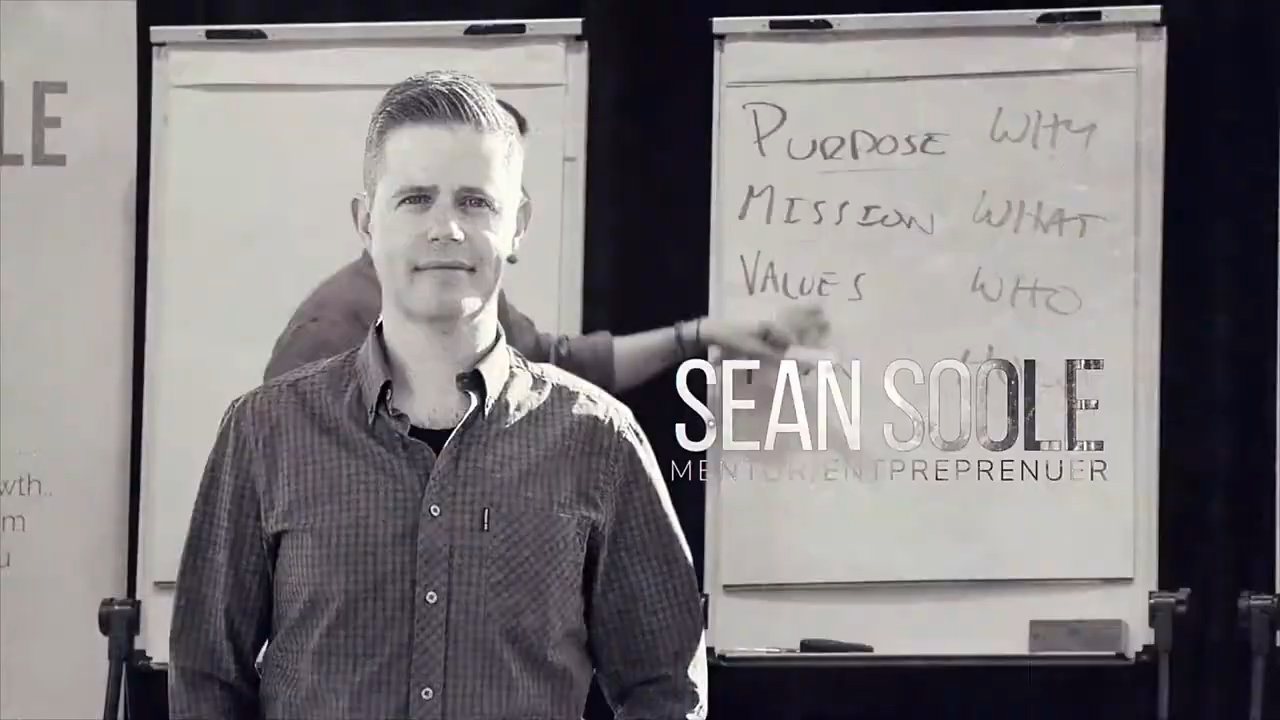 LE
PURPOSE WHY
MISSION WHAT
VALUES WHO
SEAN SOOLE
MENTOR/ENTPREPRENUER
wth..
m
u